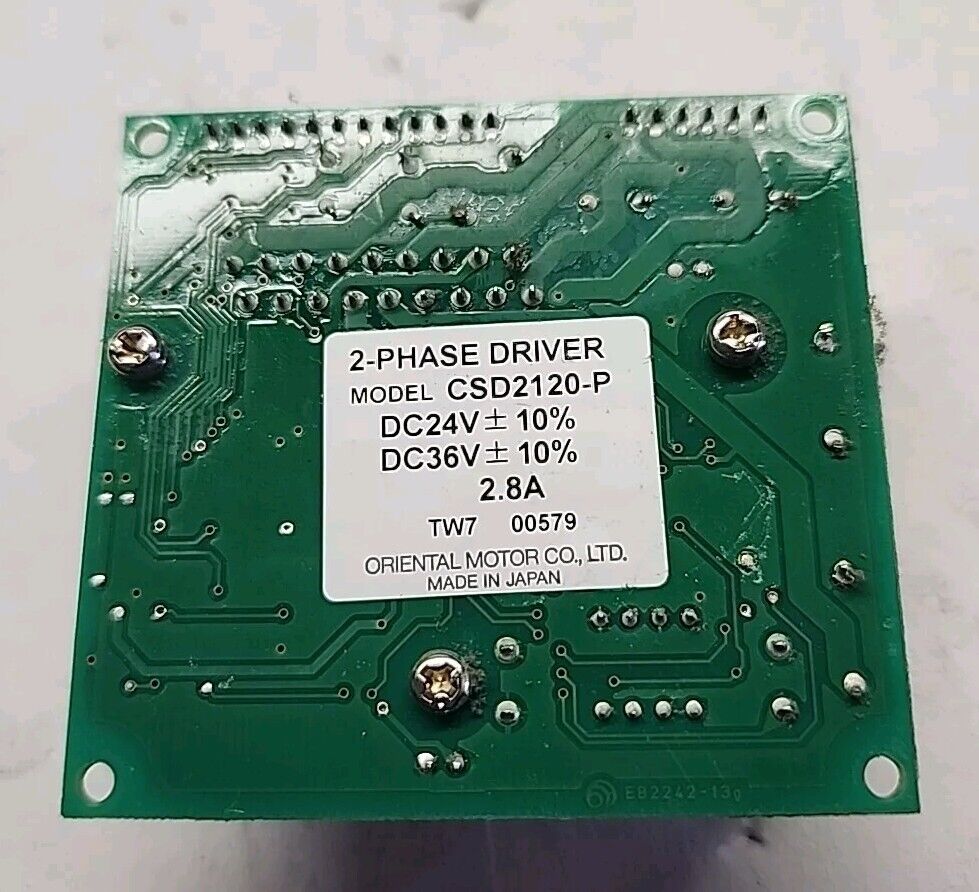 2-PHASE DRIVER
MODEL CSD2120-P
DC24V ± 10%
DC36V ± 10%
2.8A
TW7 00579
ORIENTAL MOTOR CO., LTD.
MADE IN JAPAN
EB2242-13g